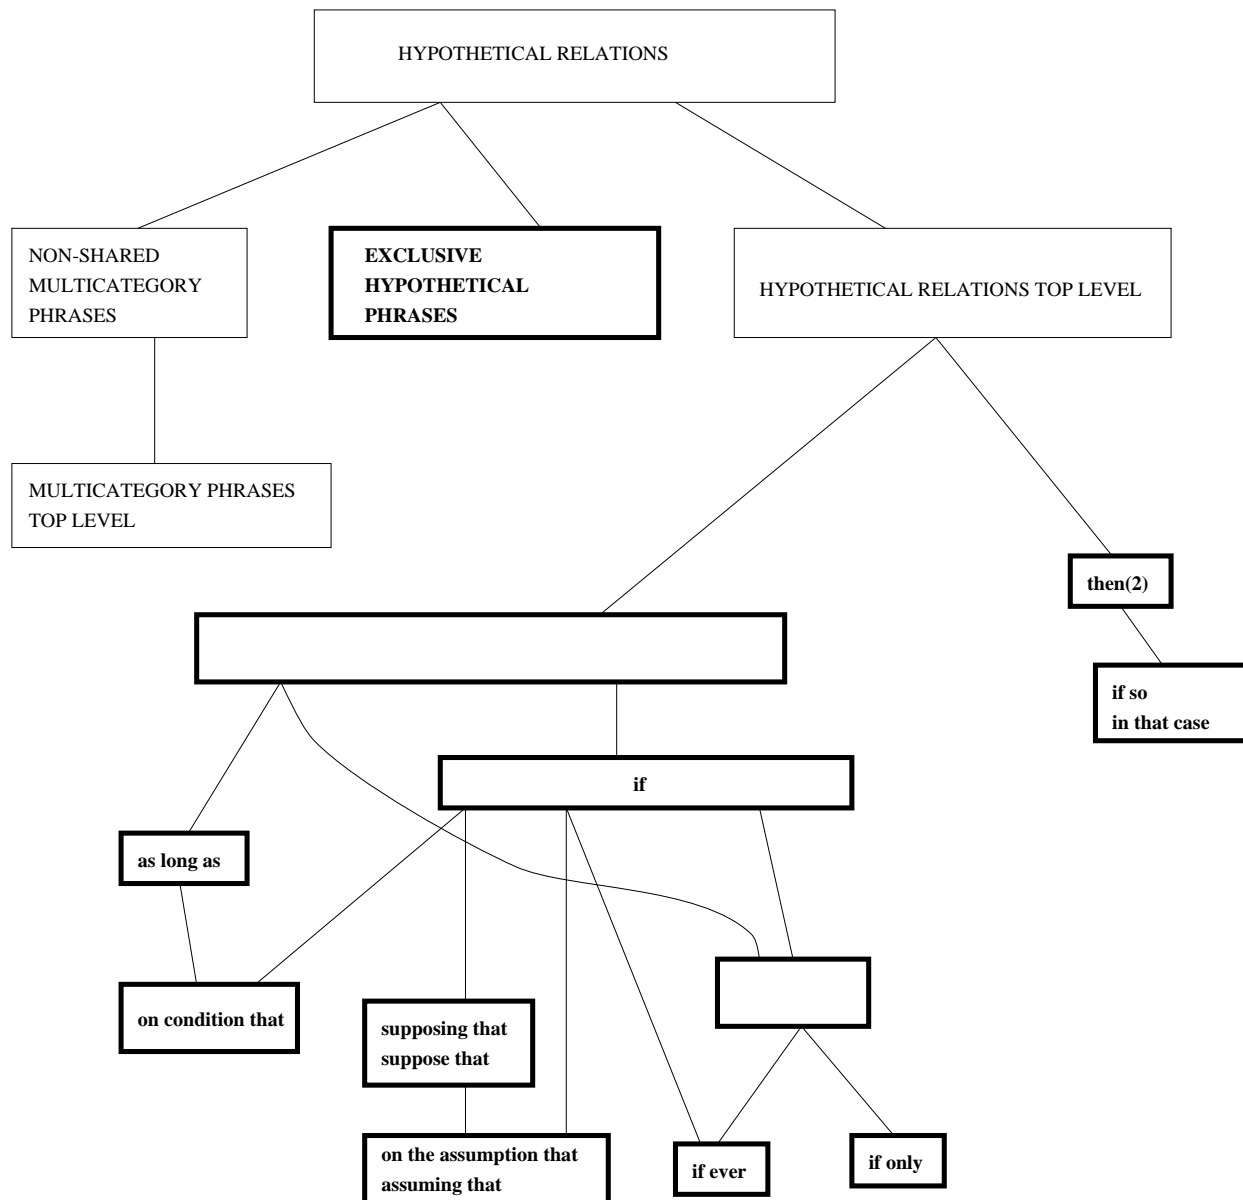 HYPOTHETICAL RELATIONS
NON-SHARED
MULTICATEGORY
PHRASES
EXCLUSIVE
HYPOTHETICAL
PHRASES
HYPOTHETICAL RELATIONS TOP LEVEL
MULTICATEGORY PHRASES
TOP LEVEL
then(2)
if so
in that case
if
as long as
on condition that
supposing that
suppose that
on the assumption that
assuming that
if ever
if only